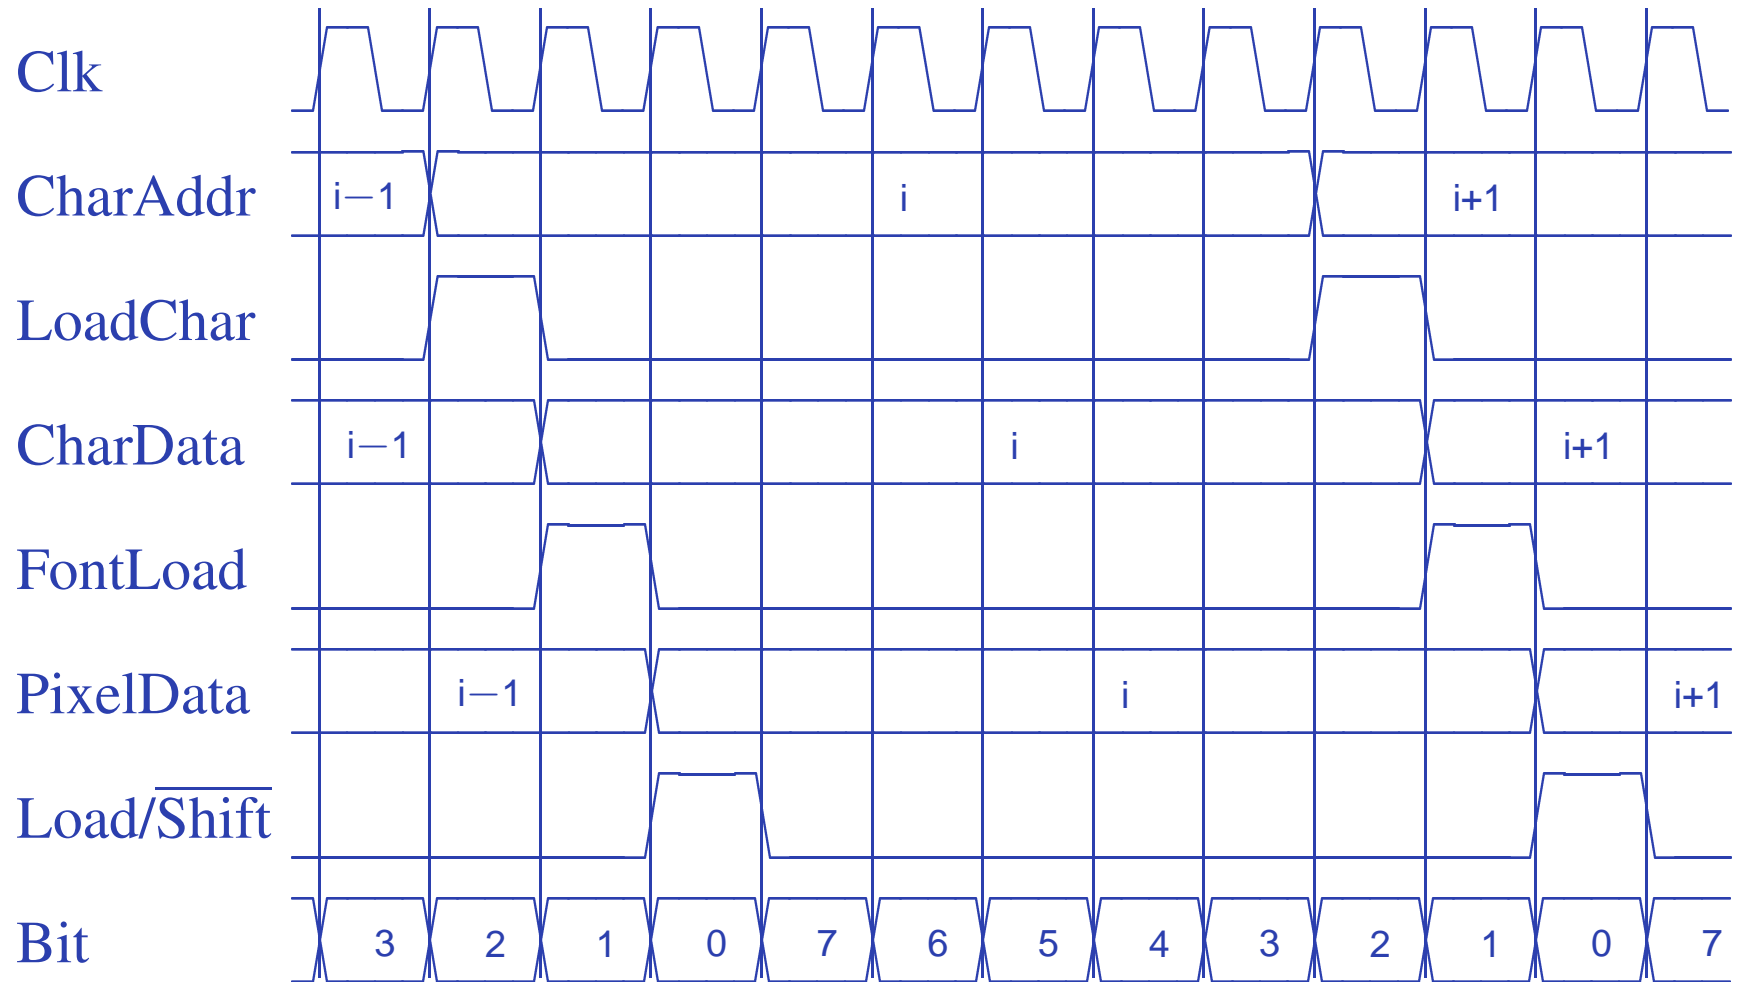 Clk
CharAddr i−1 i i+1
LoadChar
CharData i−1 i i+1
FontLoad
PixelData i−1 i i+1
Load/Shift
Bit 3 2 1 0 7 6 5 4 3 2 1 0 7